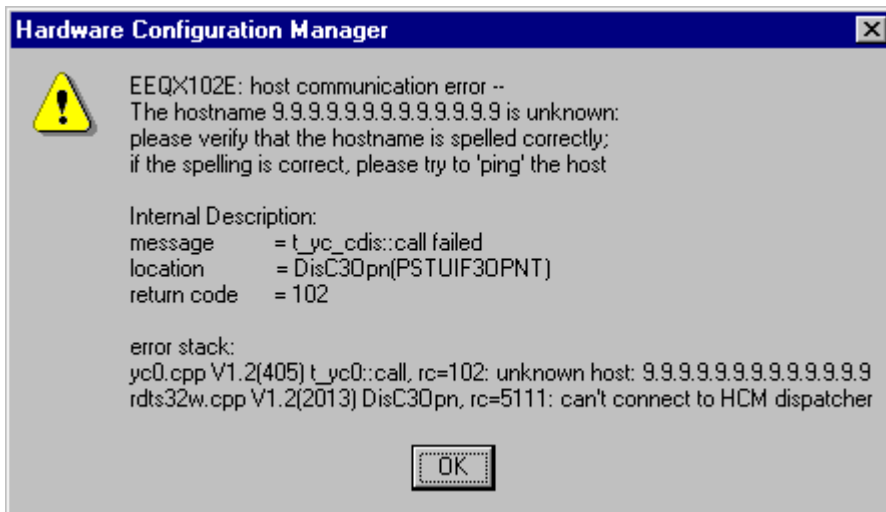 Hardware Configuration Manager
EEQX102E: host communication error --
The hostname 9.9.9.9.9.9.9.9.9.9.9.9.9.9 is unknown:
please verify that the hostname is spelled correctly;
if the spelling is correct, please try to 'ping' the host
Internal Description:
message = t_yc_cdis::call failed
location = DisC3Opn(PSTUIF3OPNT)
return code = 102
error stack:
yc0.cpp V1.2(405) t_yc0::call, rc=102: unknown host: 9.9.9.9.9.9.9.9.9.9.9.9.9.9
rdts32w.cpp V1.2(2013) DisC3Opn, rc=5111: can't connect to HCM dispatcher
OK